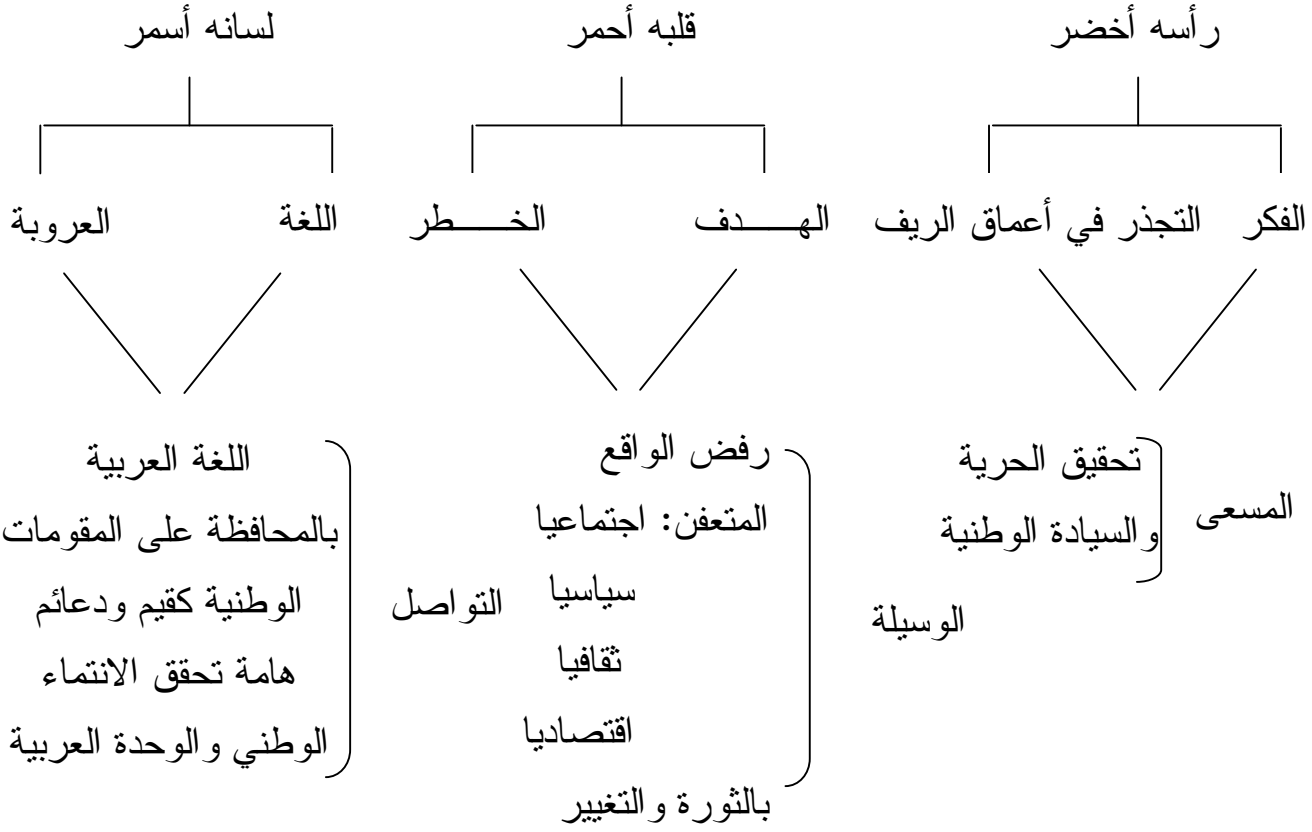 رأسه أخضر
الفكر
التجذر في أعماق الريف
المسعى
تحقيق الحرية
والسيادة الوطنية
قلبه أحمر
الهـــدف
الخـــطر
الوسيلة
رفض الواقع
المتعفن: اجتماعيا
سياسيا
ثقافيا
اقتصاديا
بالثورة والتغيير
لسانه أسمر
اللغة
العروبة
التواصل
اللغة العربية
بالمحافظة على المقومات
الوطنية كقيم ودعائم
هامة تحقق الانتماء
الوطني والوحدة العربية